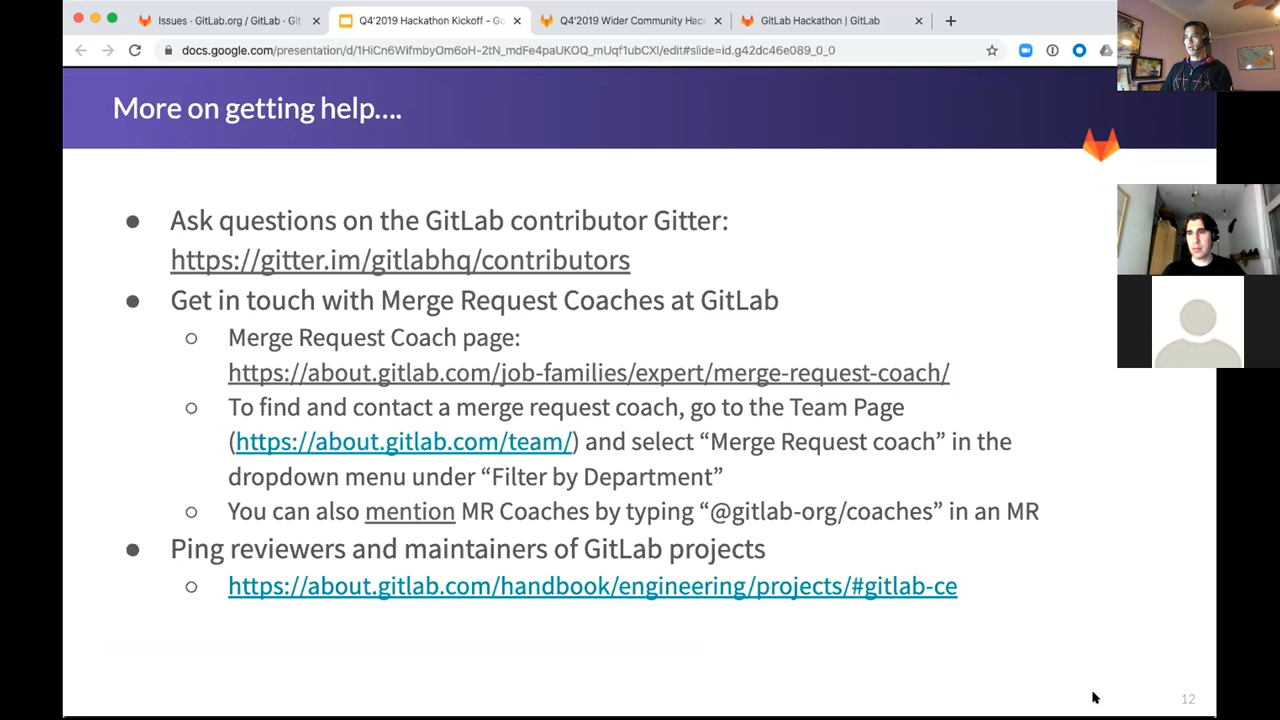 Issues · GitLab.org / GitLab · Git
Q4'2019 Hackathon Kickoff - Go
Q4'2019 Wider Community Hac
GitLab Hackathon | GitLab
docs.google.com/presentation/d/1HiCn6WifmbyOm6oH-2tN_mdFe4paUKOQ_mUqf1ubCXI/edit#slide=id.g42dc46e089_0_0
More on getting help....
● Ask questions on the GitLab contributor Gitter:
https://gitter.im/gitlabhq/contributors
● Get in touch with Merge Request Coaches at GitLab
○ Merge Request Coach page:
https://about.gitlab.com/job-families/expert/merge-request-coach/
○ To find and contact a merge request coach, go to the Team Page
(https://about.gitlab.com/team/) and select “Merge Request coach” in the
dropdown menu under “Filter by Department”
○ You can also mention MR Coaches by typing “@gitlab-org/coaches” in an MR
● Ping reviewers and maintainers of GitLab projects
○ https://about.gitlab.com/handbook/engineering/projects/#gitlab-ce
12